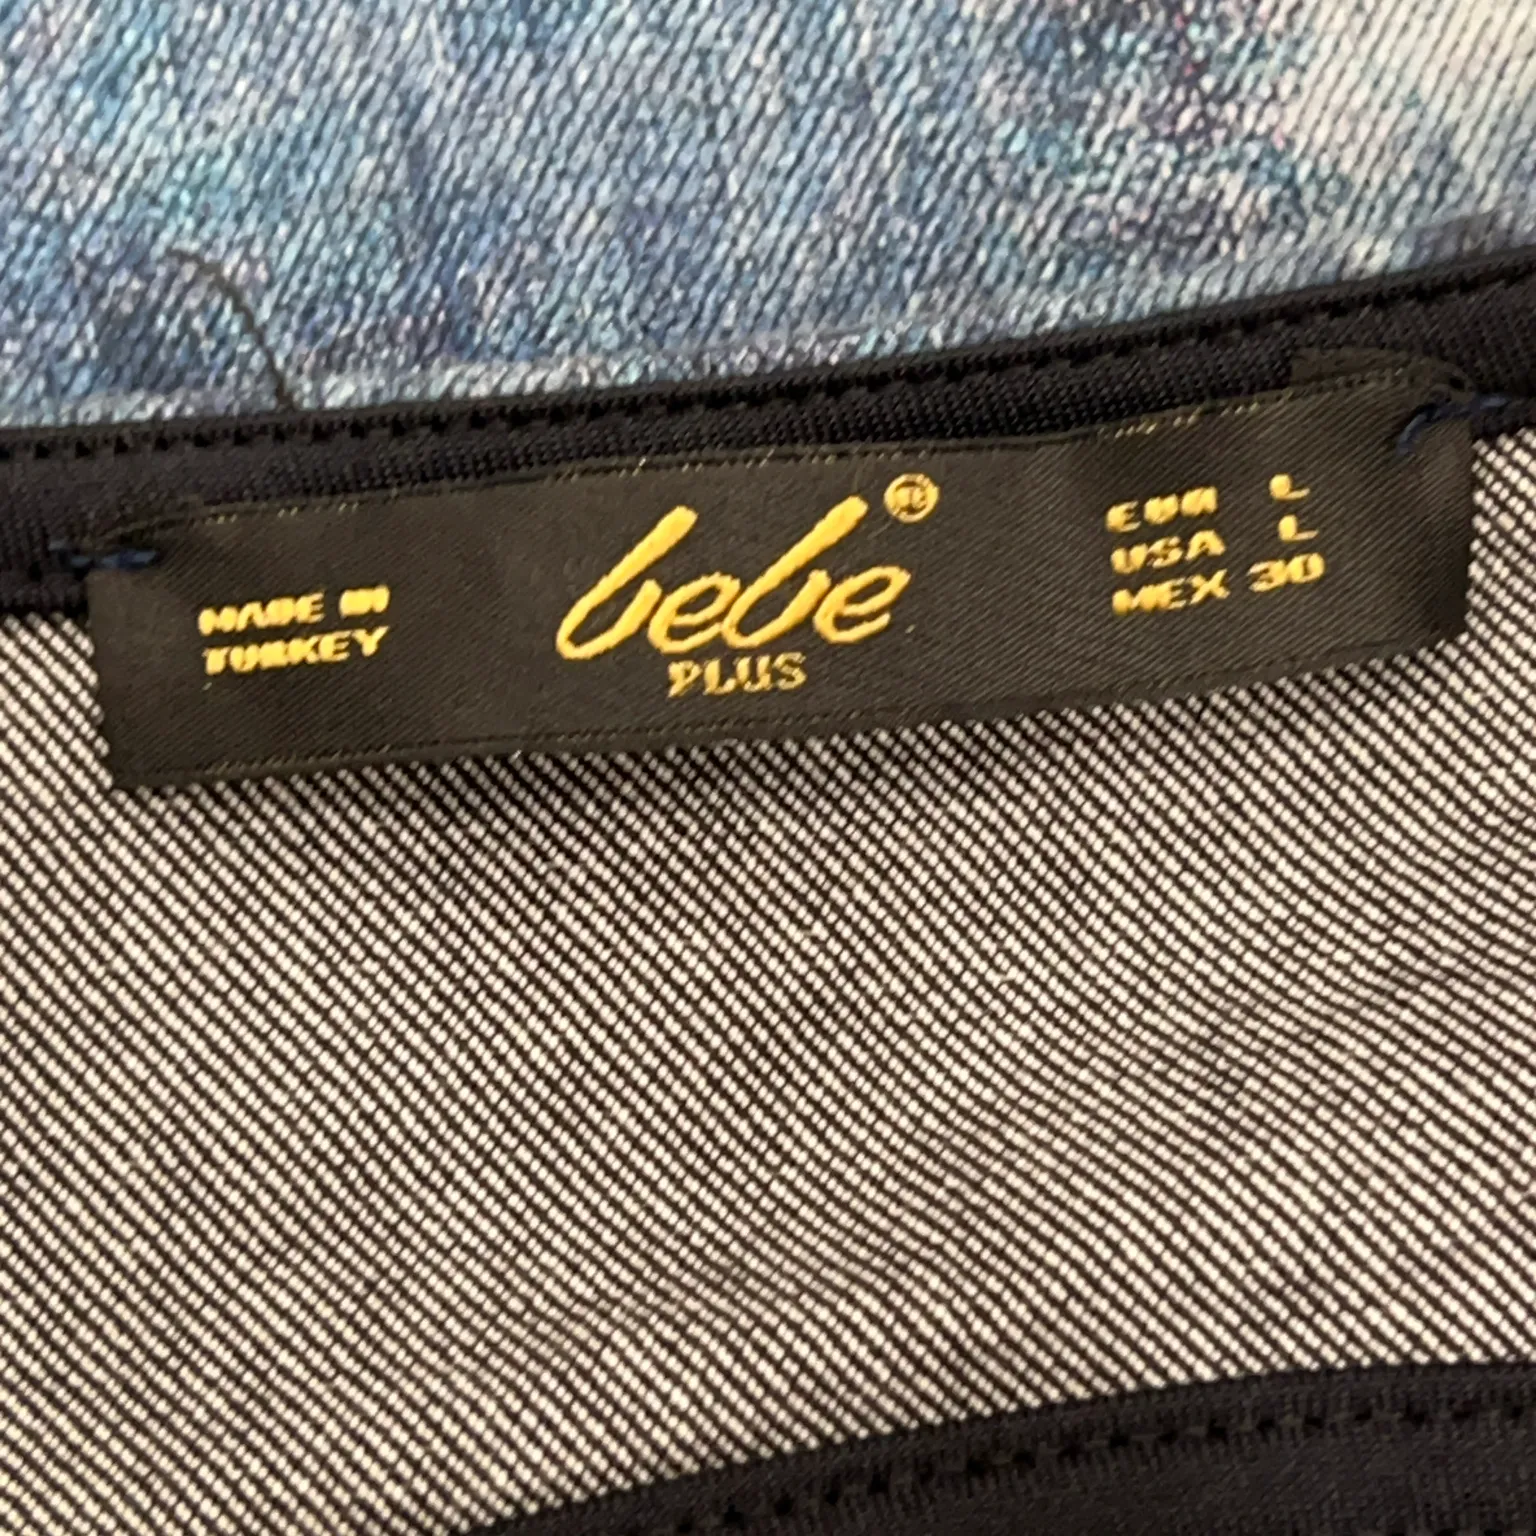 MADE IN
TURKEY
bebe®
PLUS
EUR L
USA L
MEX 30